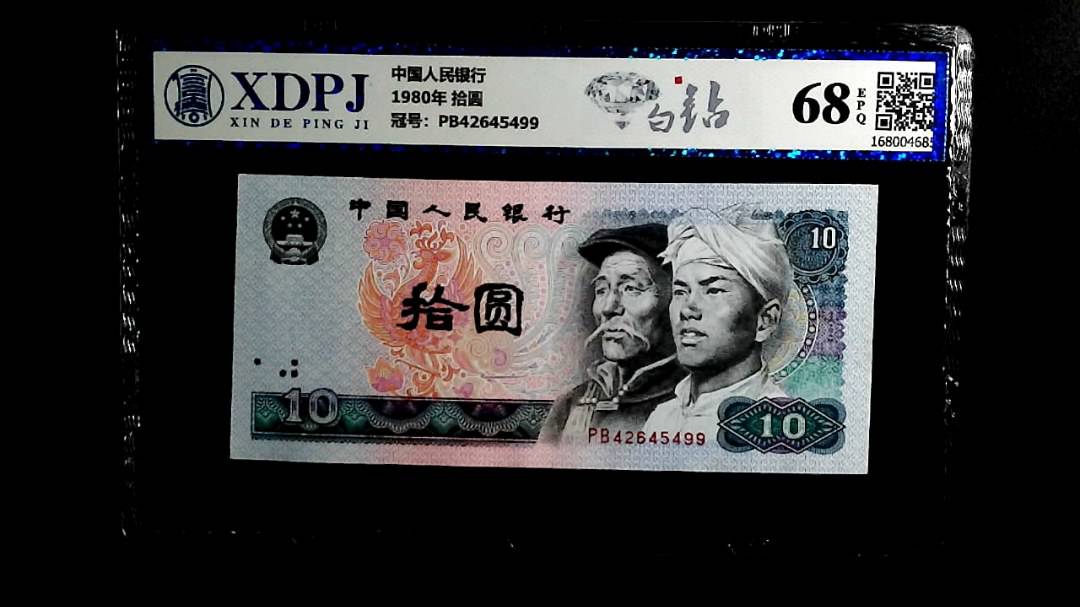 XDPJ
XIN DE PING JI
中国人民银行
1980年 拾圆
冠号：PB42645499
白钻
68
EPQ
168004685
中国人民银行
10
拾圆
10
PB42645499
10